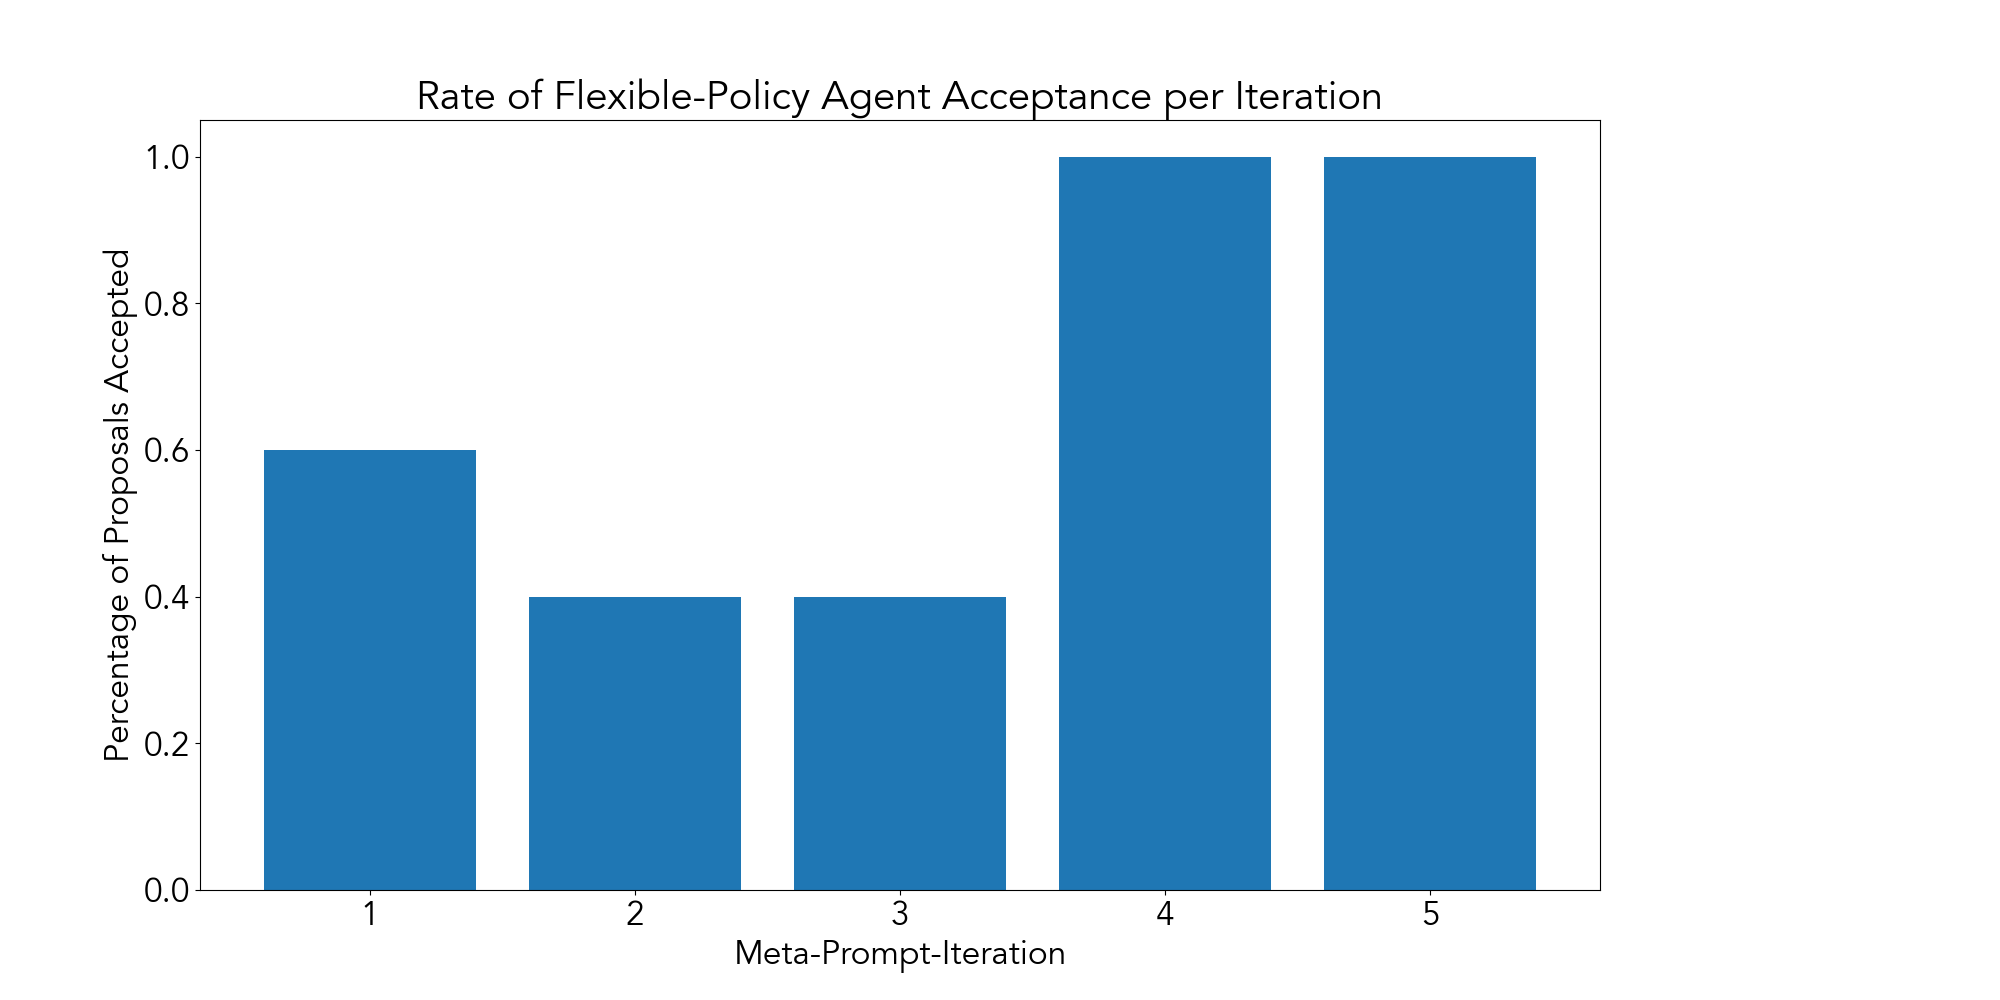 Rate of Flexible-Policy Agent Acceptance per Iteration
Percentage of Proposals Accepted
1.0
0.8
0.6
0.4
0.2
0.0
1 2 3 4 5
Meta-Prompt-Iteration